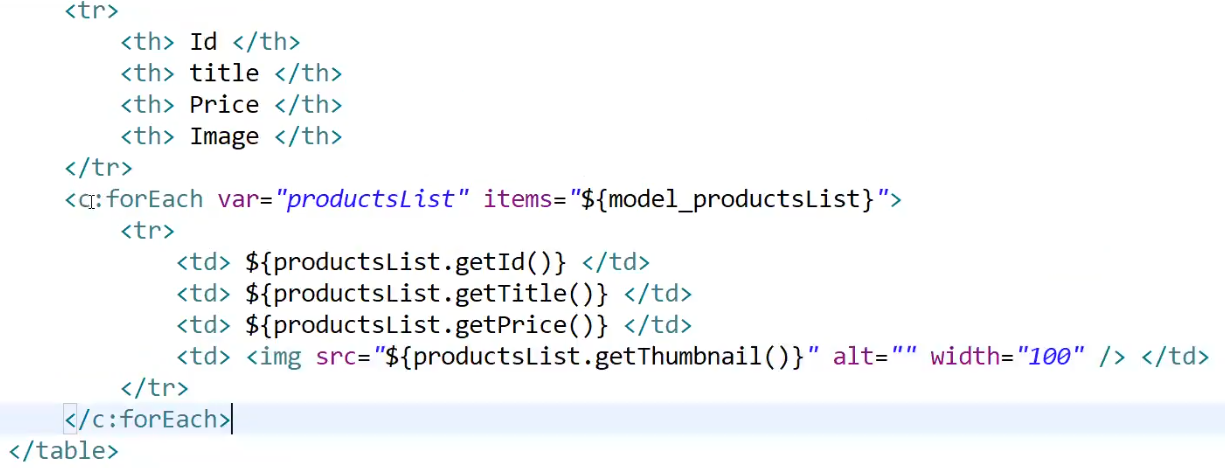 <tr>
<th> Id </th>
<th> title </th>
<th> Price </th>
<th> Image </th>
</tr>
<c:forEach var="productsList" items="${model_productsList}">
<tr>
<td> ${productsList.getId()} </td>
<td> ${productsList.getTitle()} </td>
<td> ${productsList.getPrice()} </td>
<td> <img src="${productsList.getThumbnail()}" alt="" width="100" /> </td>
</tr>
</c:forEach>
</table>